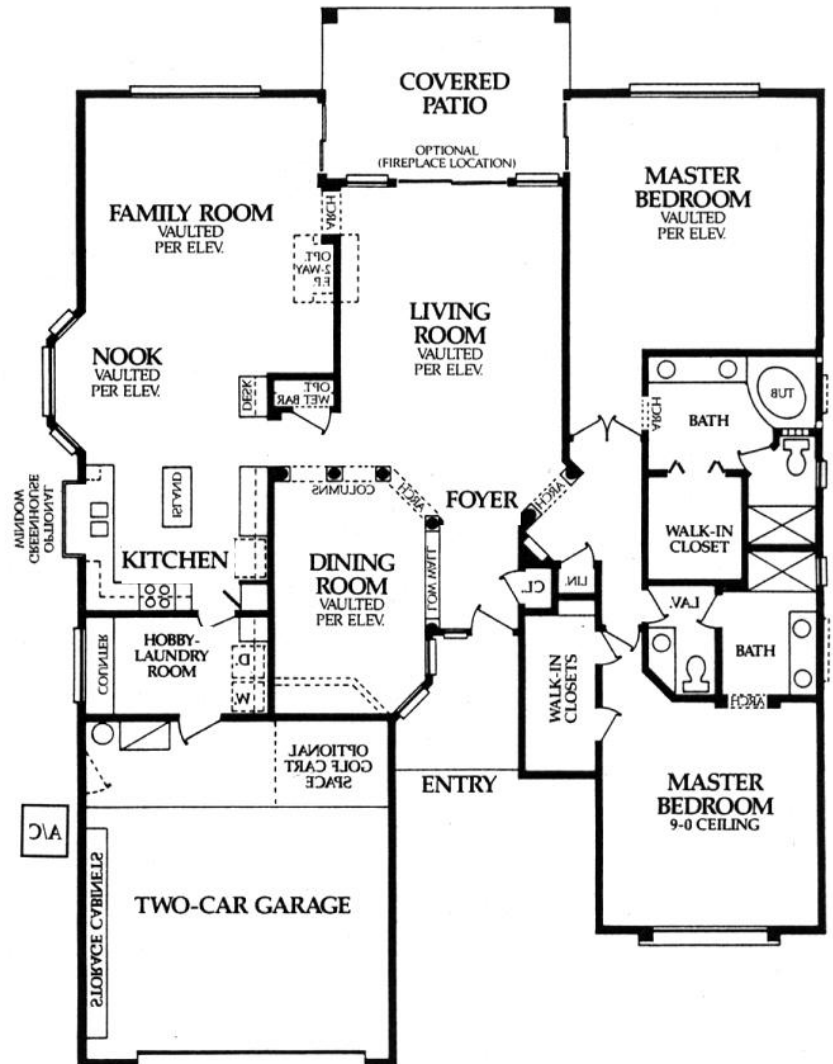 COVERED
PATIO
OPTIONAL
(FIREPLACE LOCATION)
FAMILY ROOM
VAULTED
PER ELEV.
ARCH
OPT.
2-WAY
F.P.
MASTER
BEDROOM
VAULTED
PER ELEV.
LIVING
ROOM
VAULTED
PER ELEV.
NOOK
VAULTED
PER ELEV.
DESK
OPT.
WET BAR
ARCH
BATH
TUB
COLUMNS
ARCH
FOYER
ARCH
WINDOW
GREENHOUSE
OPTIONAL
ISLAND
KITCHEN
WALK-IN
CLOSET
DINING
ROOM
VAULTED
PER ELEV.
LOW WALL
CL.
LIN.
LAV.
BATH
HOBBY-
LAUNDRY
ROOM
COUNTER
D
W
WALK-IN
CLOSETS
ARCH
OPTIONAL
GOLF CART
SPACE
ENTRY
MASTER
BEDROOM
9-0 CEILING
A/C
STORAGE CABINETS
TWO-CAR GARAGE